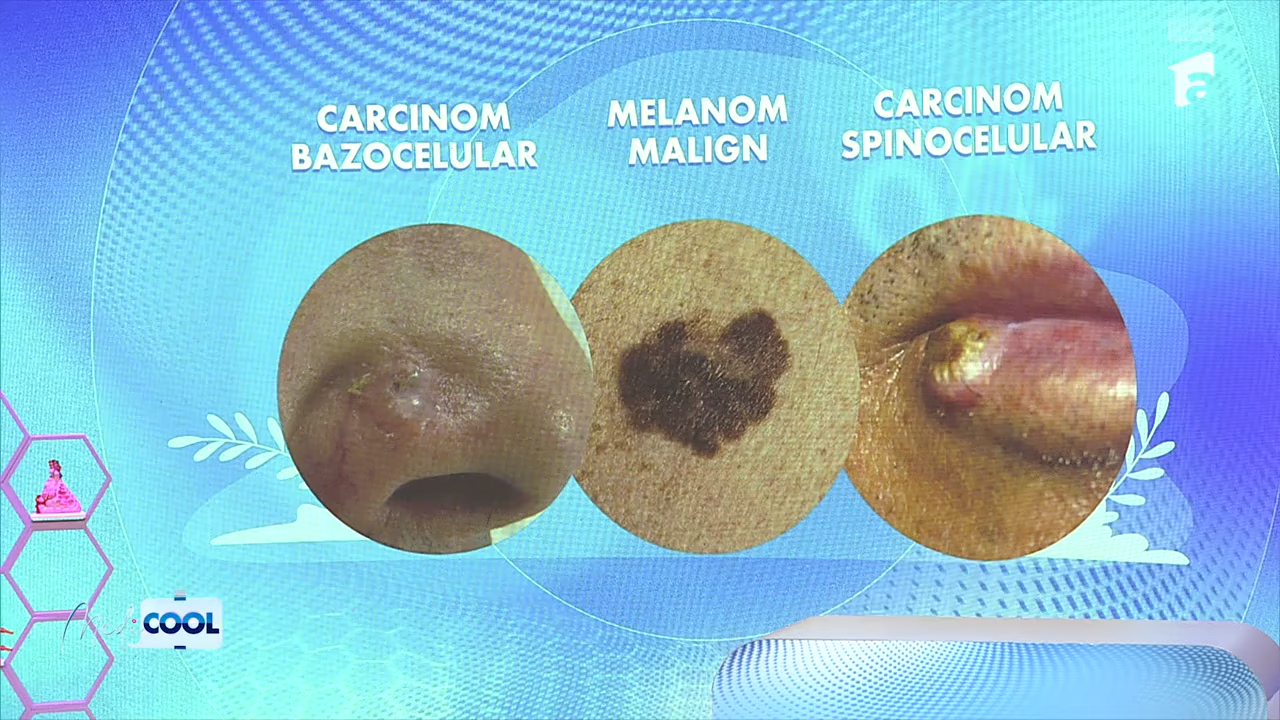 CARCINOM
BAZOCELULAR
MELANOM
MALIGN
CARCINOM
SPINOCELULAR
a
COOL